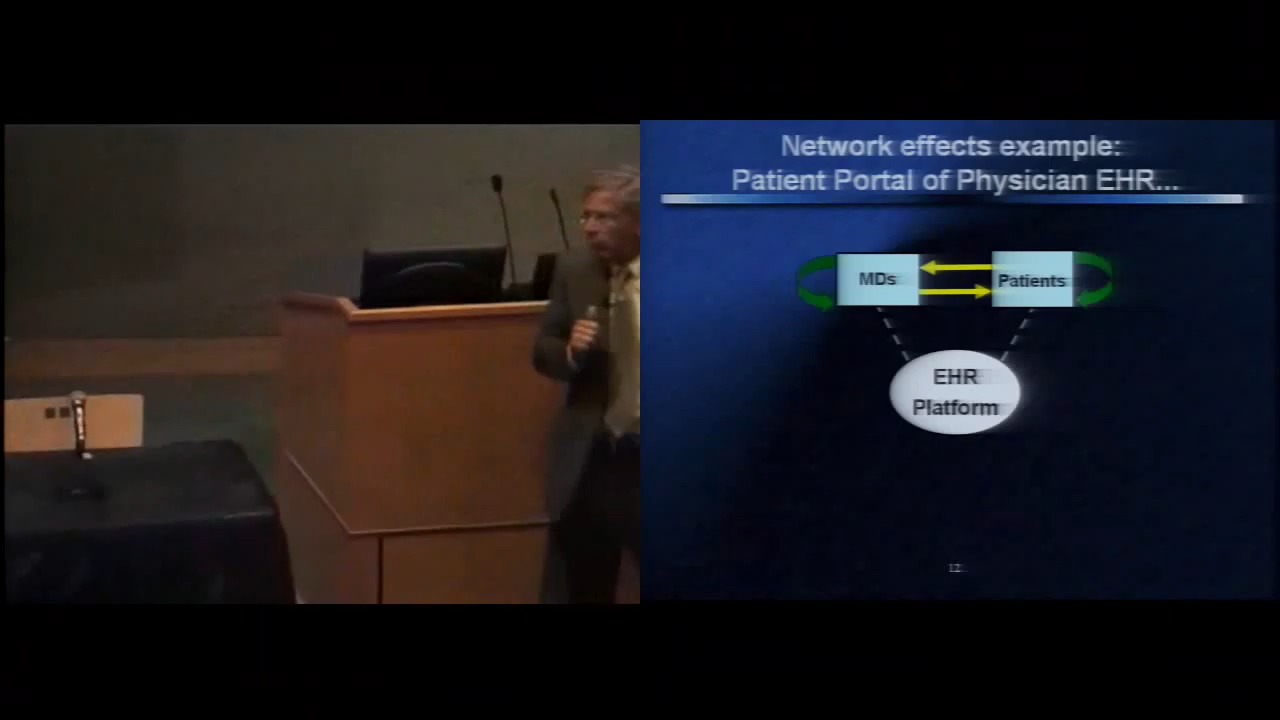 Network effects example:
Patient Portal of Physician EHR...
MDs
Patients
EHR
Platform
12